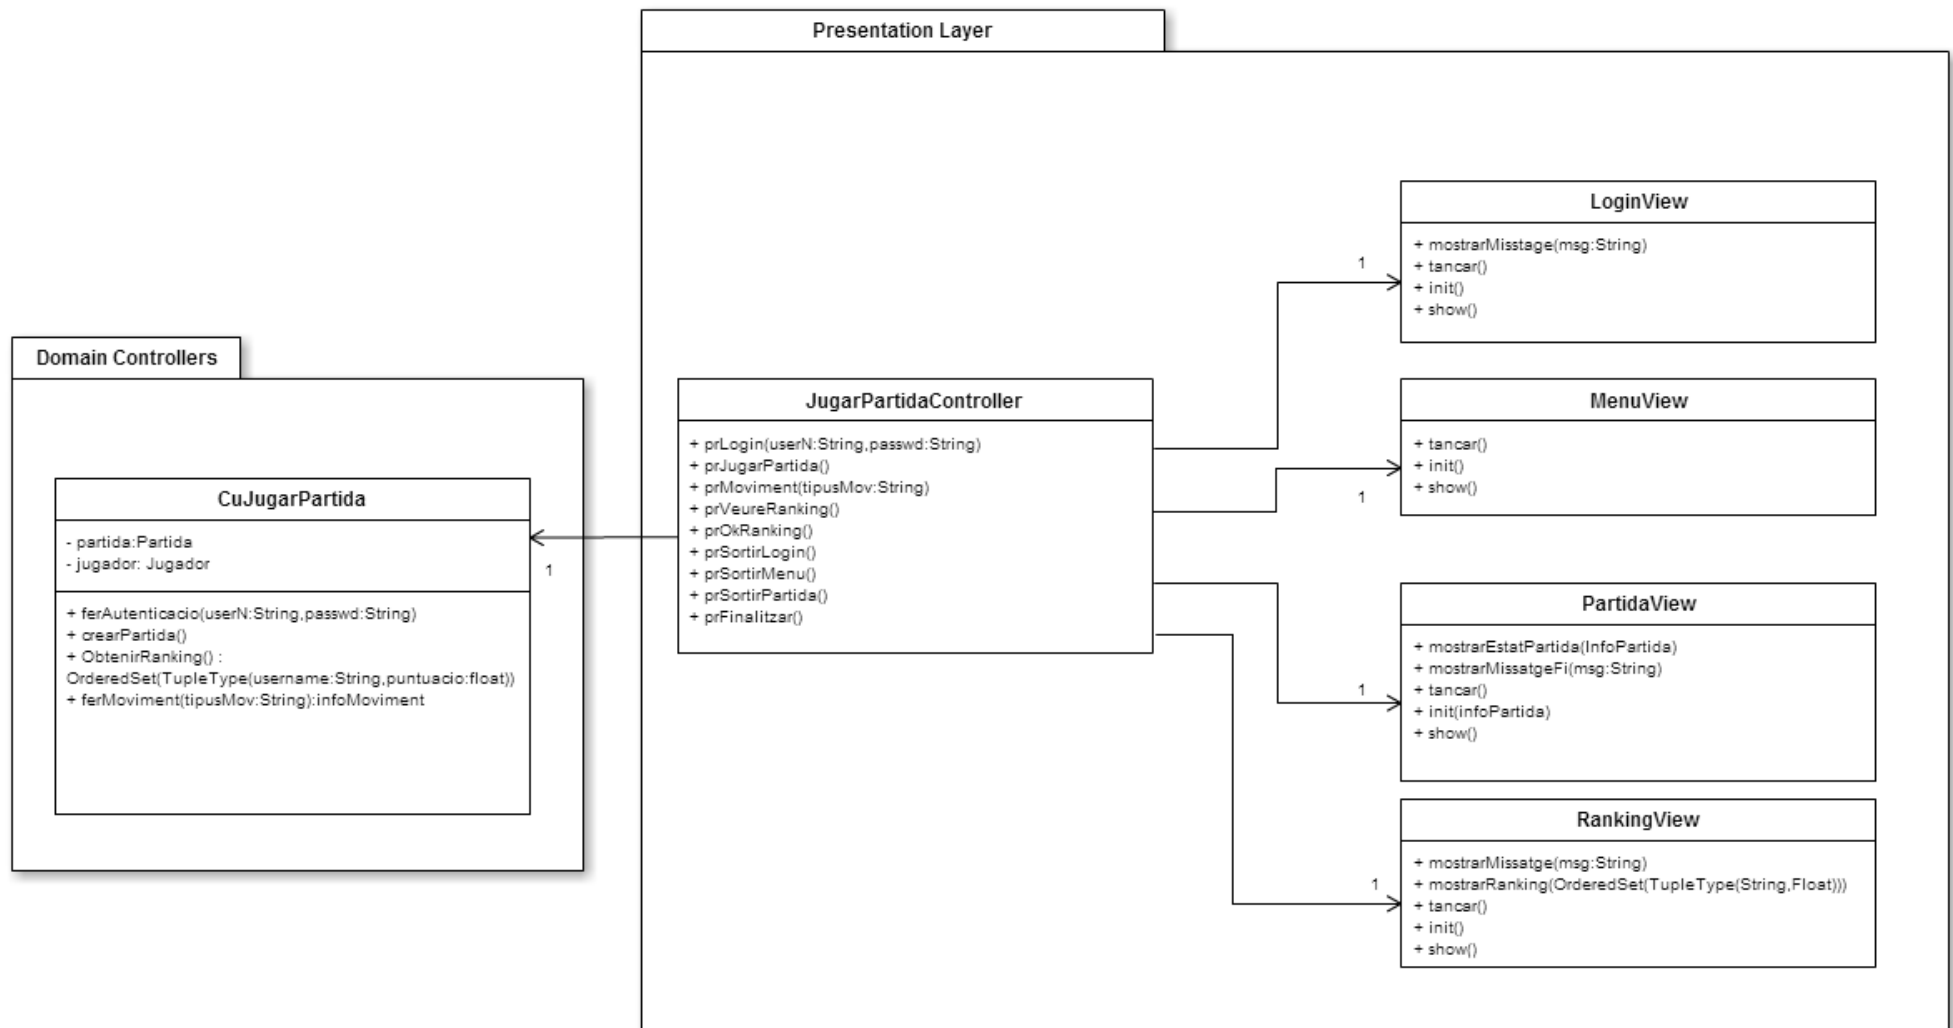 Presentation Layer
LoginView
+ mostrarMisstage(msg:String)
+ tancar()
+ init()
+ show()
1
Domain Controllers
CuJugarPartida
- partida:Partida
- jugador: Jugador
+ ferAutenticacio(userN:String,passwd:String)
+ crearPartida()
+ ObtenirRanking() :
OrderedSet(TupleType(username:String,puntuacio:float))
+ ferMoviment(tipusMov:String):infoMoviment
1
JugarPartidaController
+ prLogin(userN:String,passwd:String)
+ prJugarPartida()
+ prMoviment(tipusMov:String)
+ prVeureRanking()
+ prOkRanking()
+ prSortirLogin()
+ prSortirMenu()
+ prSortirPartida()
+ prFinalitzar()
MenuView
+ tancar()
+ init()
+ show()
1
PartidaView
+ mostrarEstatPartida(InfoPartida)
+ mostrarMissatgeFi(msg:String)
+ tancar()
+ init(infoPartida)
+ show()
1
RankingView
+ mostrarMissatge(msg:String)
+ mostrarRanking(OrderedSet(TupleType(String,Float)))
+ tancar()
+ init()
+ show()
1